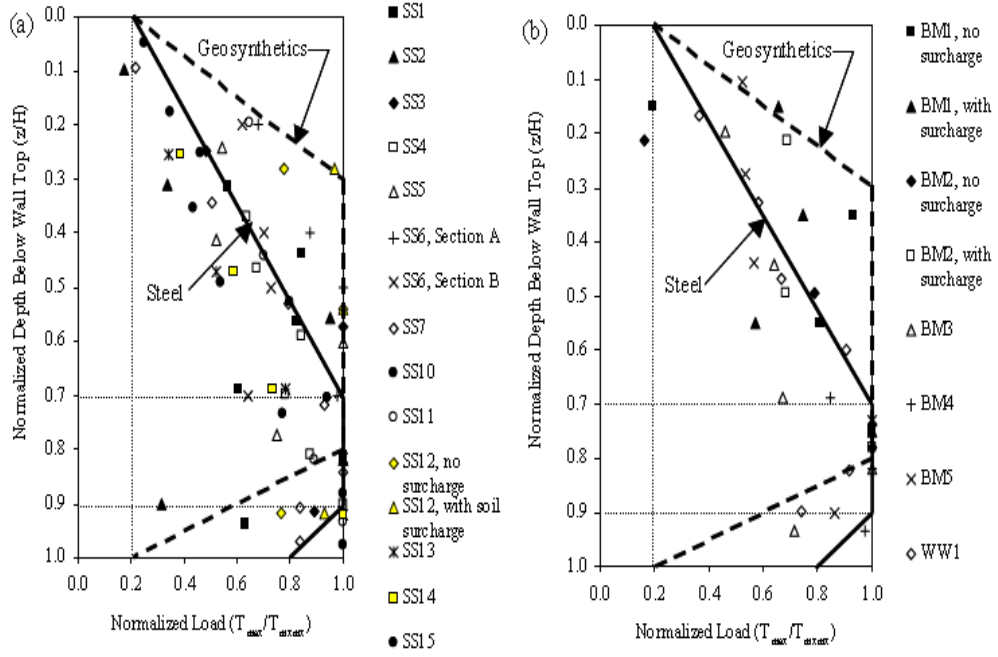 (a)
Normalized Depth Below Wall Top (z/H)
0.0
0.1
0.2
0.3
0.4
0.5
0.6
0.7
0.8
0.9
1.0
0.0 0.2 0.4 0.6 0.8 1.0
Normalized Load (Tmax/Tmxmx)
Geosynthetics
Steel
SS1
SS2
SS3
SS4
SS5
SS6, Section A
SS6, Section B
SS7
SS10
SS11
SS12, no
surcharge
SS12, with soil
surcharge
SS13
SS14
SS15
(b)
Normalized Depth Below Wall Top (z/H)
0.0
0.1
0.2
0.3
0.4
0.5
0.6
0.7
0.8
0.9
1.0
0.0 0.2 0.4 0.6 0.8 1.0
Normalized Load (Tmax/Tmxmx)
Geosynthetics
Steel
BM1, no
surcharge
BM1, with
surcharge
BM2, no
surcharge
BM2, with
surcharge
BM3
BM4
BM5
WW1